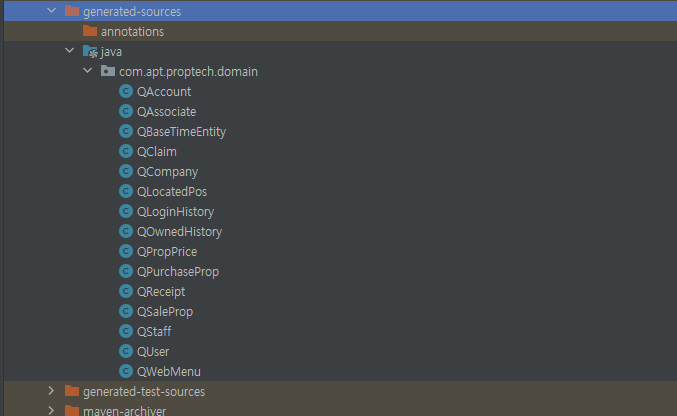 generated-sources
annotations
java
com.apt.proptech.domain
QAccount
QAssociate
QBaseTimeEntity
QClaim
QCompany
QLocatedPos
QLoginHistory
QOwnedHistory
QPropPrice
QPurchaseProp
QReceipt
QSaleProp
QStaff
QUser
QWebMenu
generated-test-sources
maven-archiver